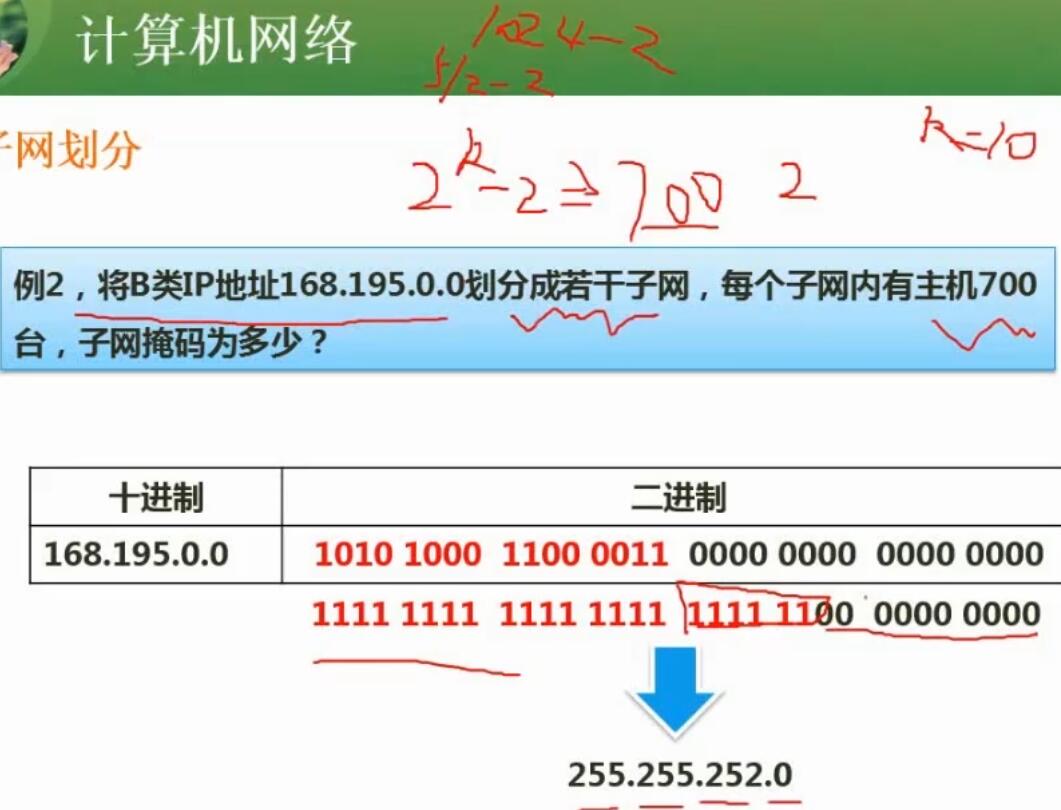 计算机网络
1024-2
512-2
子网划分
2^k-2≥700 2
k=10
例2，将B类IP地址168.195.0.0划分成若干子网，每个子网内有主机700
台，子网掩码为多少？
十进制 二进制
168.195.0.0 1010 1000 1100 0011 0000 0000 0000 0000
1111 1111 1111 1111 1111 1100 0000 0000
255.255.252.0